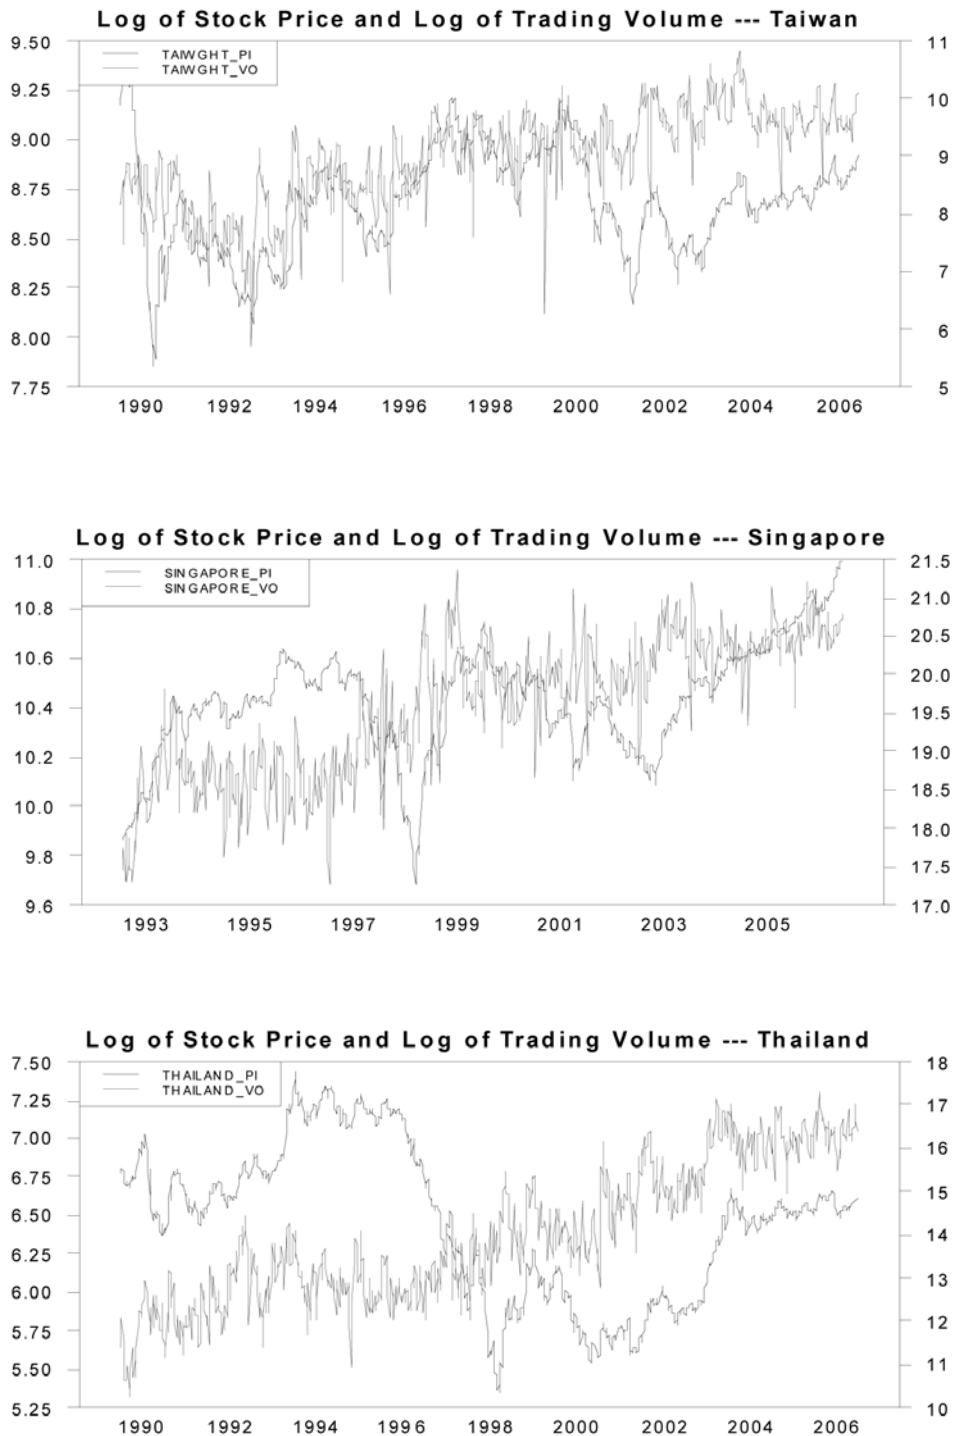 Log of Stock Price and Log of Trading Volume --- Taiwan
9.50 11
TAIWGHT_PI
TAIWGHT_VO
9.25 10
9.00 9
8.75 8
8.50 7
8.25 6
8.00
7.75 5
1990 1992 1994 1996 1998 2000 2002 2004 2006
Log of Stock Price and Log of Trading Volume --- Singapore
11.0 21.5
SINGAPORE_PI
SINGAPORE_VO
10.8 21.0
10.6 20.5
10.4 20.0
10.2 19.5
10.0 19.0
9.8 18.5
9.6 18.0
17.5
17.0
1993 1995 1997 1999 2001 2003 2005
Log of Stock Price and Log of Trading Volume --- Thailand
7.50 18
THAILAND_PI
THAILAND_VO
7.25 17
7.00 16
6.75 15
6.50 14
6.25 13
6.00 12
5.75 11
5.50
5.25 10
1990 1992 1994 1996 1998 2000 2002 2004 2006